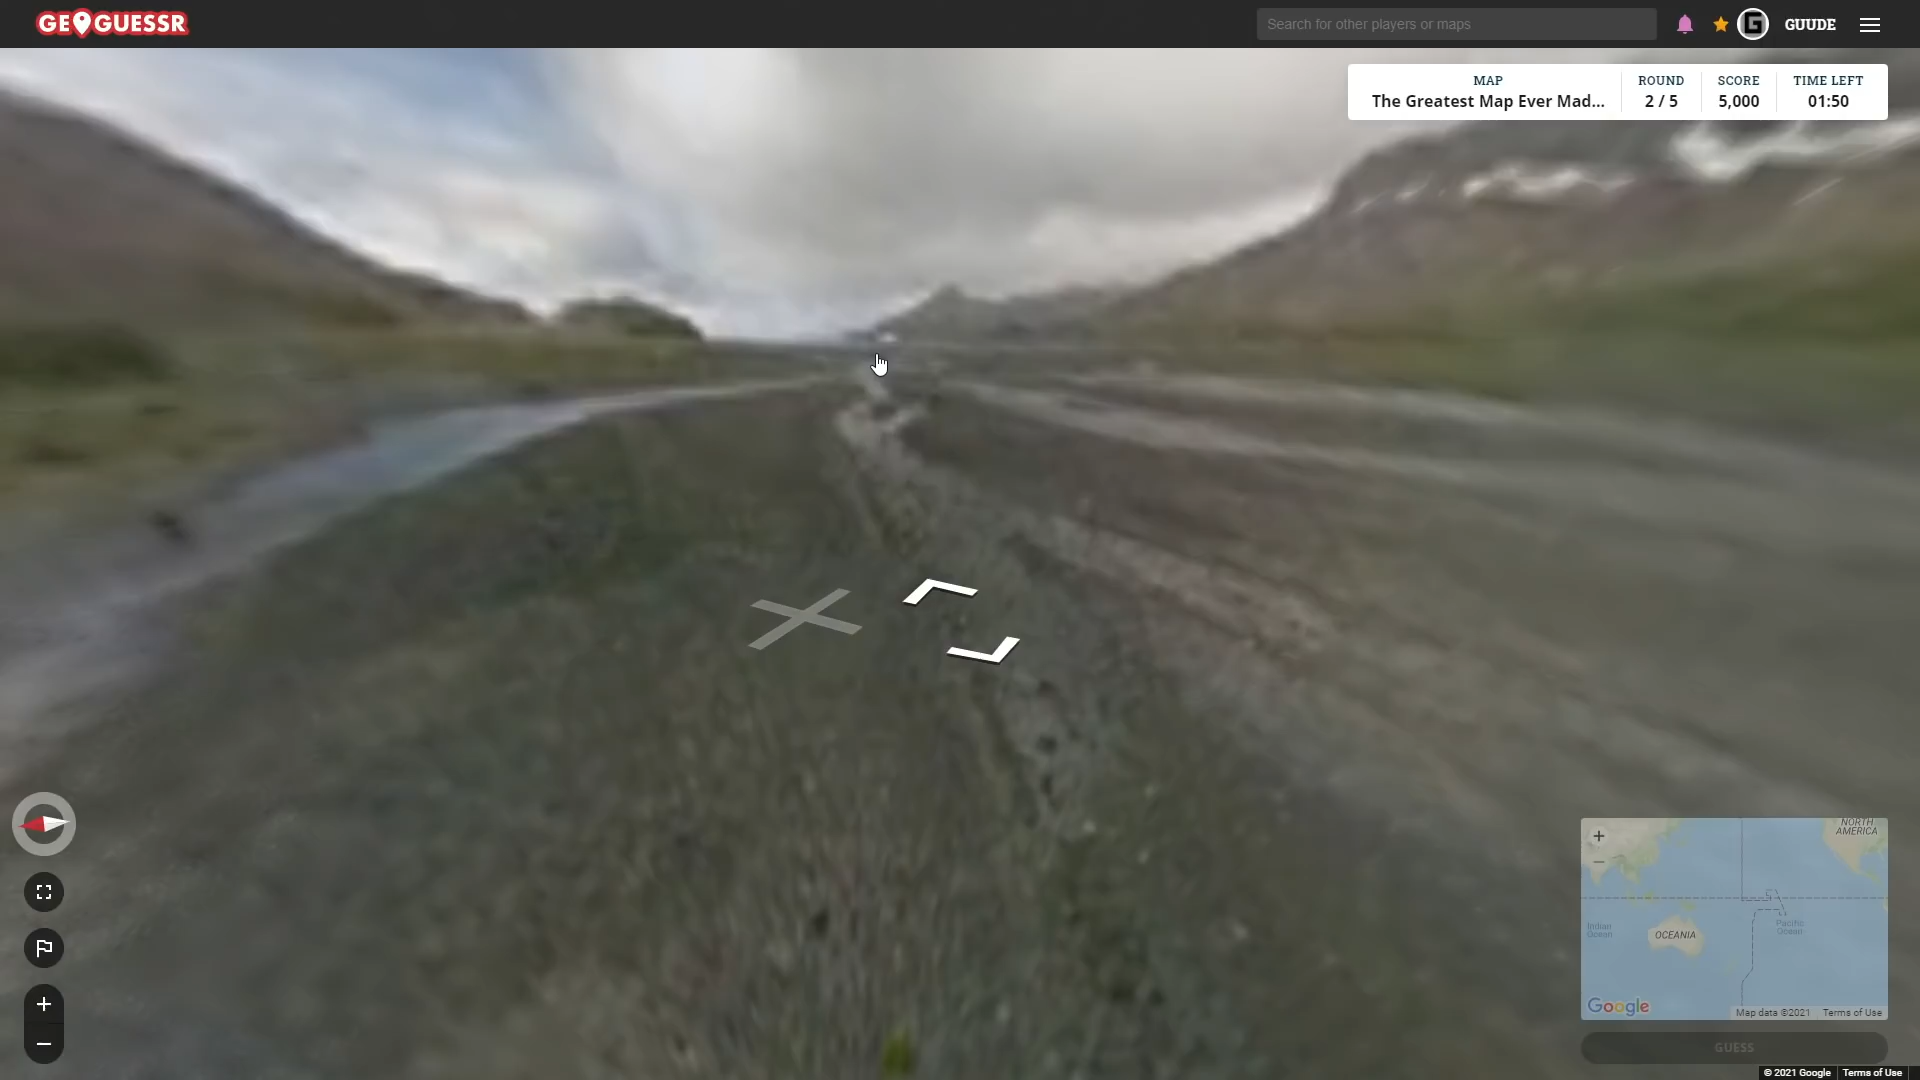 GEOGUESSR
Search for other players or maps
GUUDE
MAP
The Greatest Map Ever Mad...
ROUND
2 / 5
SCORE
5,000
TIME LEFT
01:50
NORTH
AMERICA
Indian
Ocean
OCEANIA
Pacific
Ocean
Google
Map data ©2021
Terms of Use
GUESS
© 2021 Google
Terms of Use